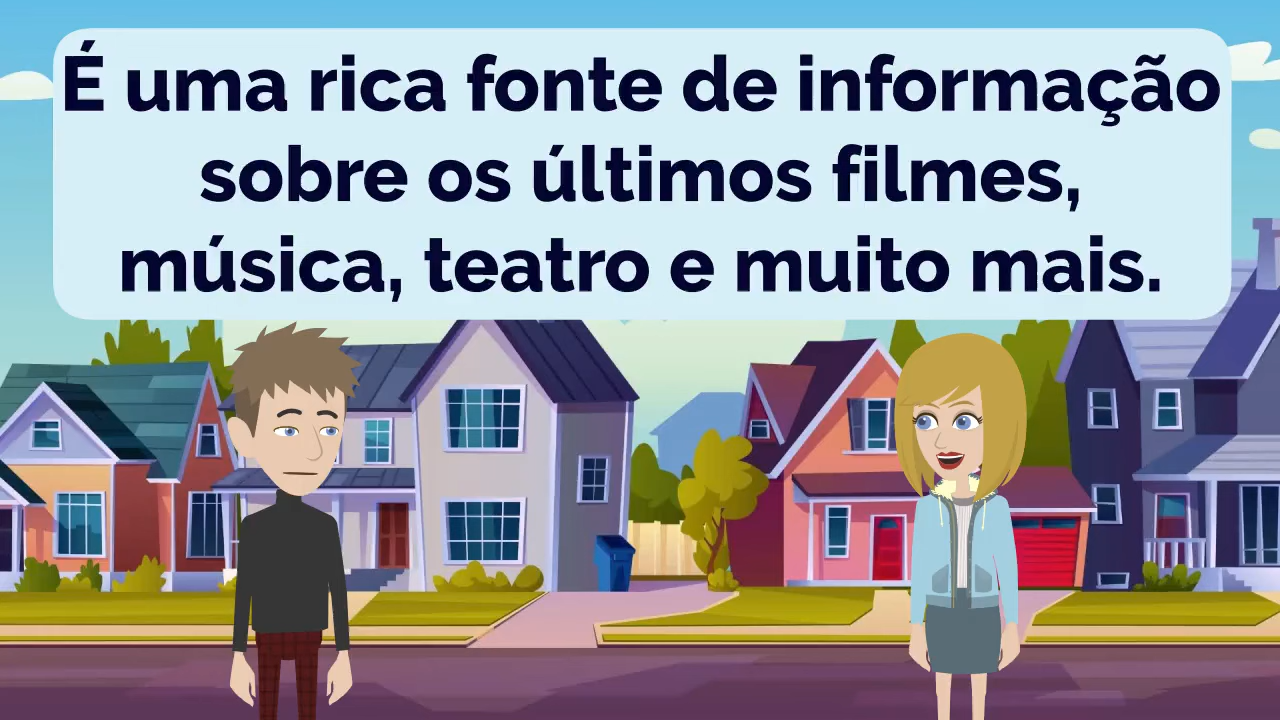 É uma rica fonte de informação
sobre os últimos filmes,
música, teatro e muito mais.